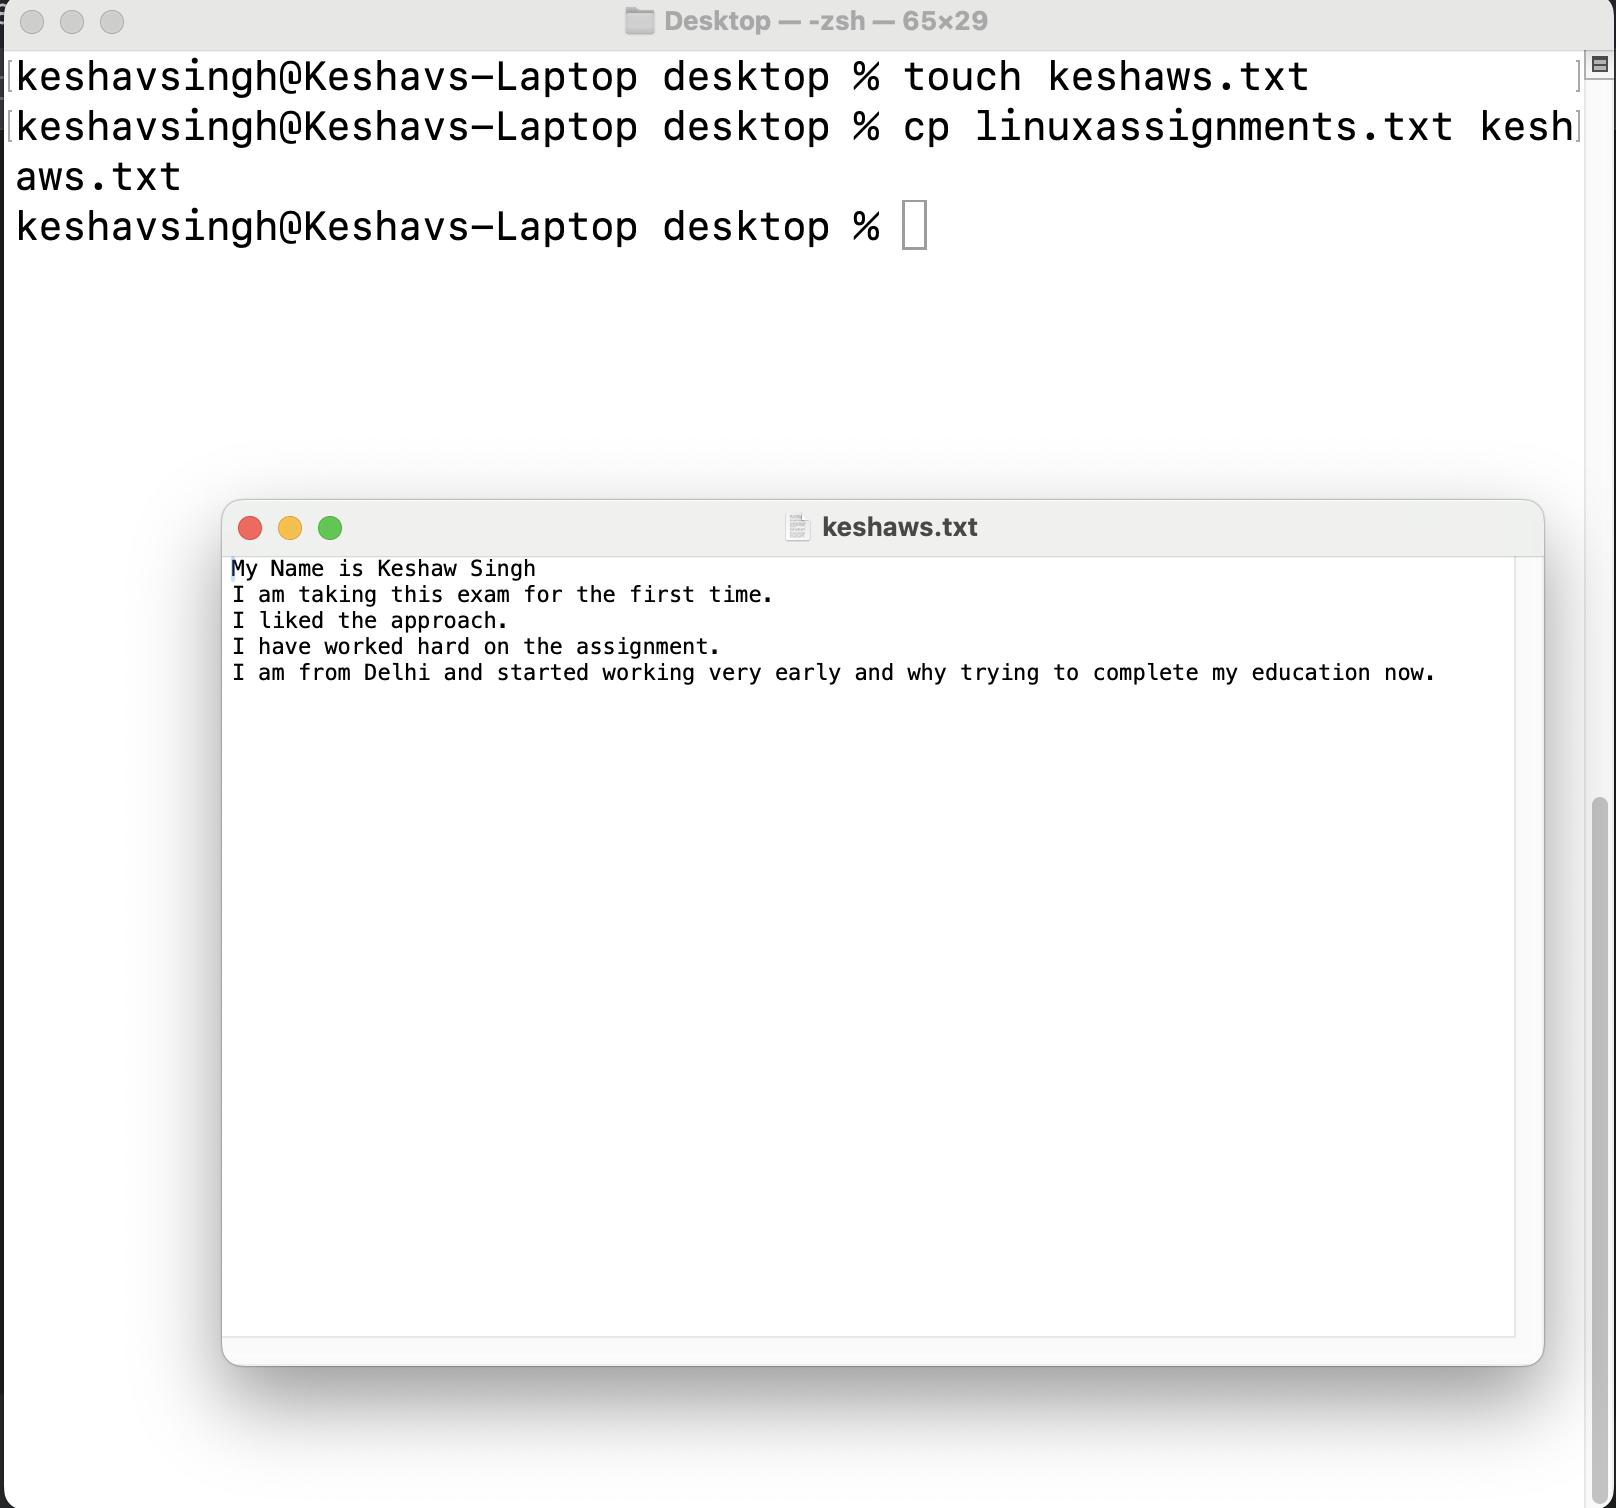 Desktop — -zsh — 65×29
keshavsingh@Keshavs-Laptop desktop % touch keshaws.txt
keshavsingh@Keshavs-Laptop desktop % cp linuxassignments.txt kesh
aws.txt
keshavsingh@Keshavs-Laptop desktop %
keshaws.txt
My Name is Keshaw Singh
I am taking this exam for the first time.
I liked the approach.
I have worked hard on the assignment.
I am from Delhi and started working very early and why trying to complete my education now.